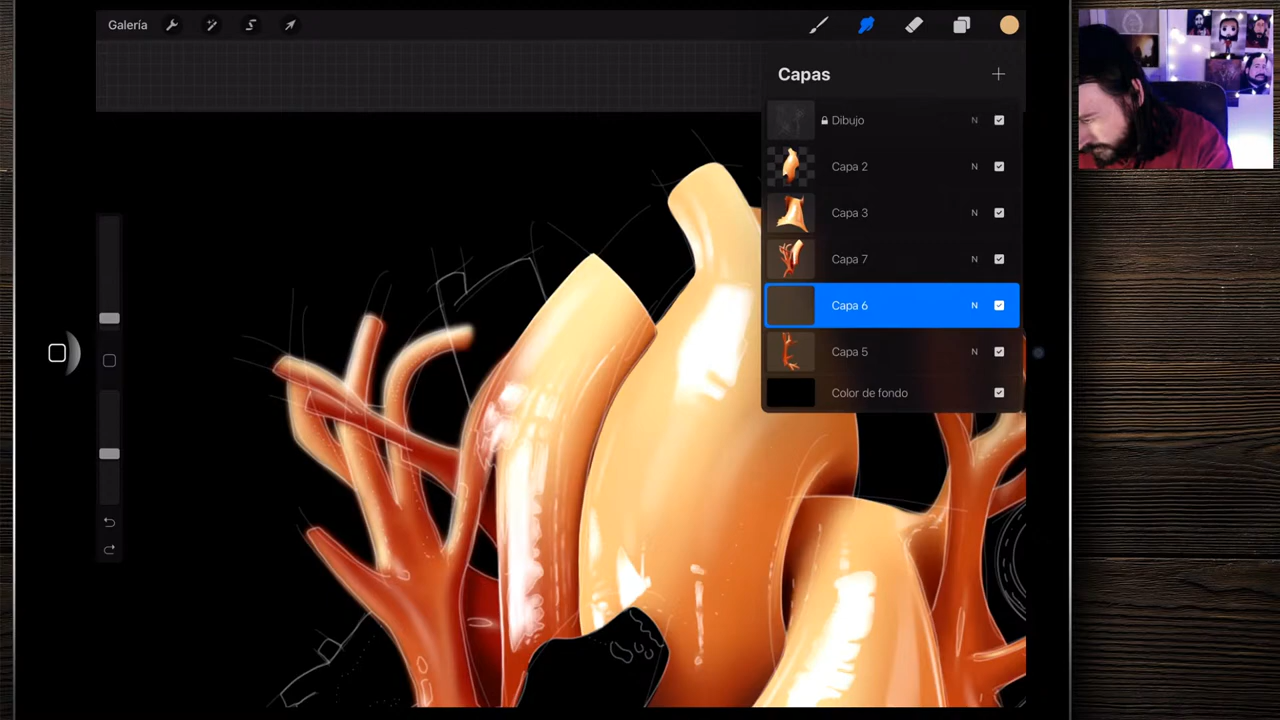 Galería
Capas
Dibujo N
Capa 2 N
Capa 3 N
Capa 7 N
Capa 6 N
Capa 5 N
Color de fondo